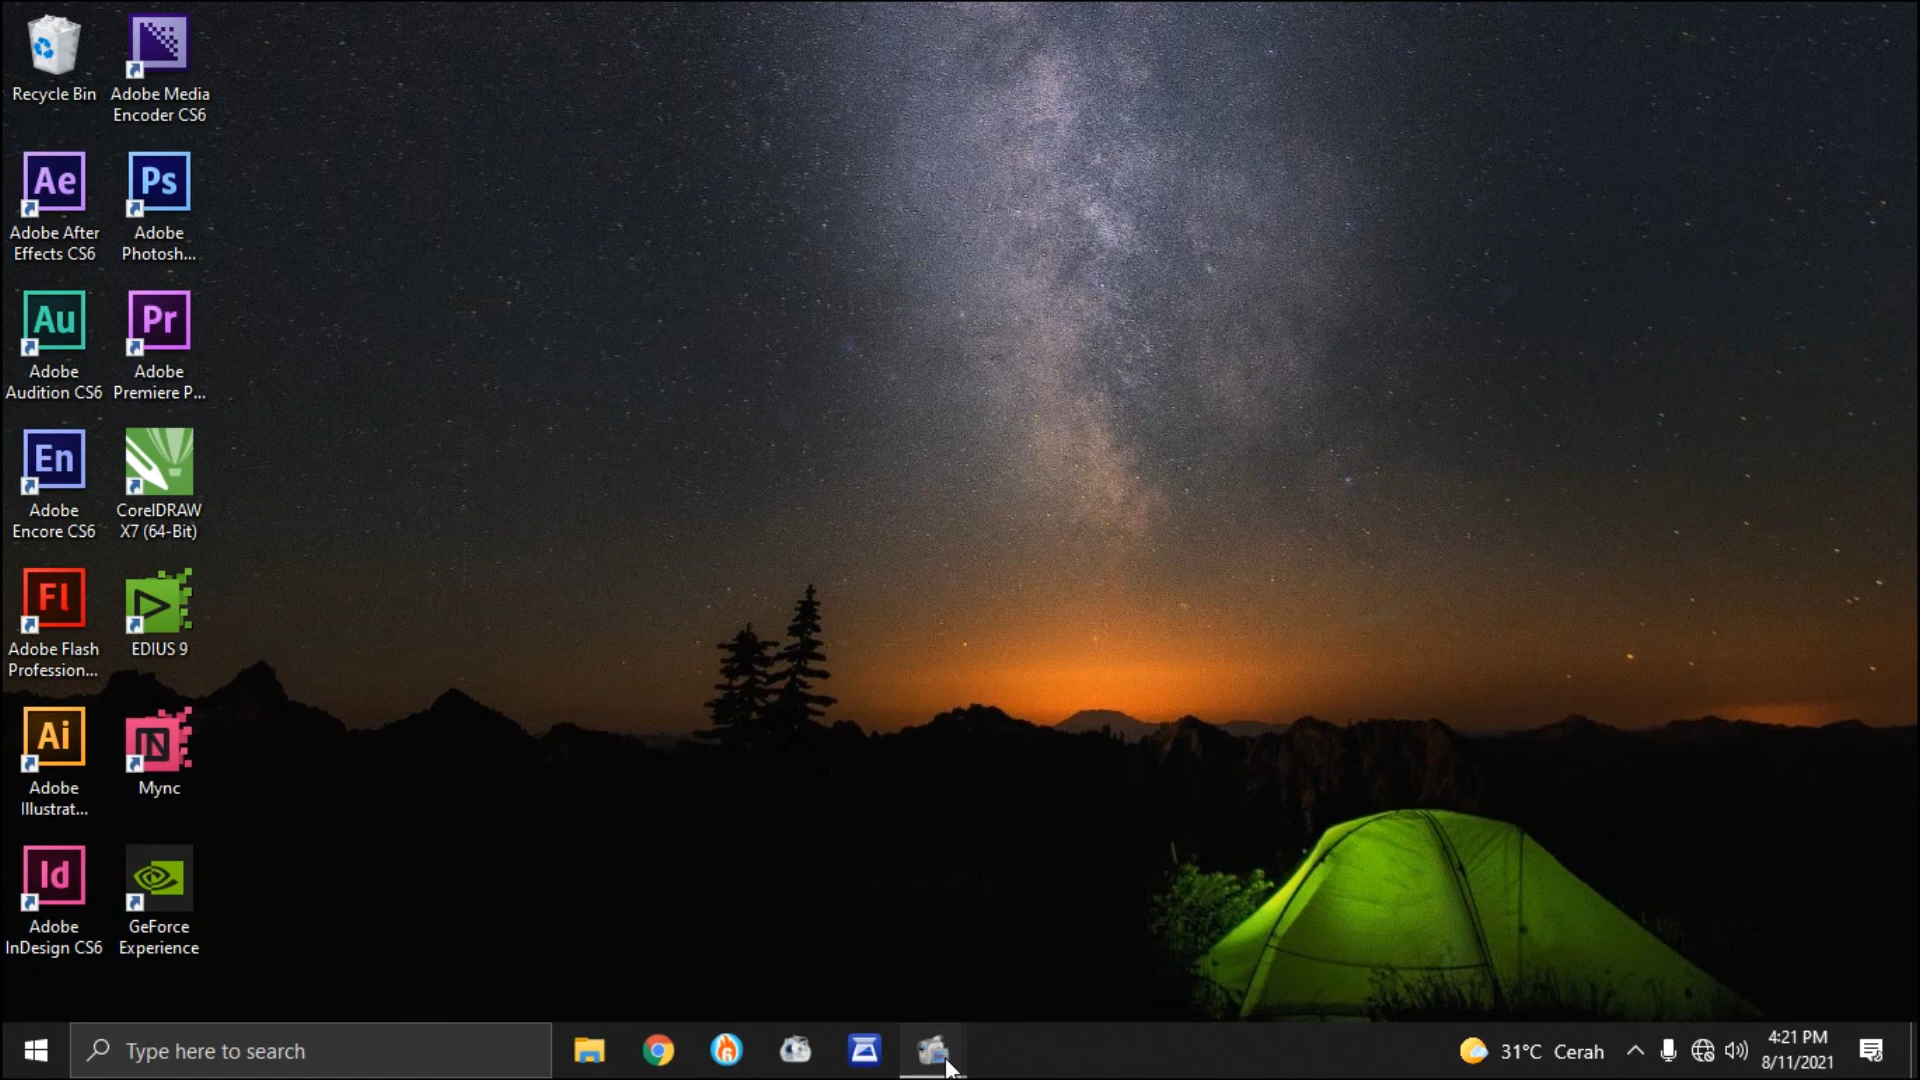 Recycle Bin
Adobe Media
Encoder CS6
Ae
Adobe After
Effects CS6
Ps
Adobe
Photosh...
Au
Adobe
Audition CS6
Pr
Adobe
Premiere P...
En
Adobe
Encore CS6
CorelDRAW
X7 (64-Bit)
Fl
Adobe Flash
Profession...
EDIUS 9
Ai
Adobe
Illustrat...
N
Mync
Id
Adobe
InDesign CS6
GeForce
Experience
Type here to search
31°C Cerah
4:21 PM
8/11/2021